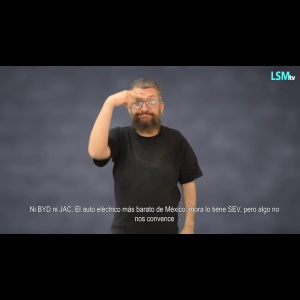 LSMtv
Ni BYD ni JAC. El auto eléctrico más barato de México ahora lo tiene SEV, pero algo no
nos convence